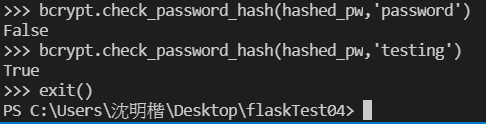 >>> bcrypt.check_password_hash(hashed_pw,'password')
False
>>> bcrypt.check_password_hash(hashed_pw,'testing')
True
>>> exit()
PS C:\Users\沈明楷\Desktop\flaskTest04>